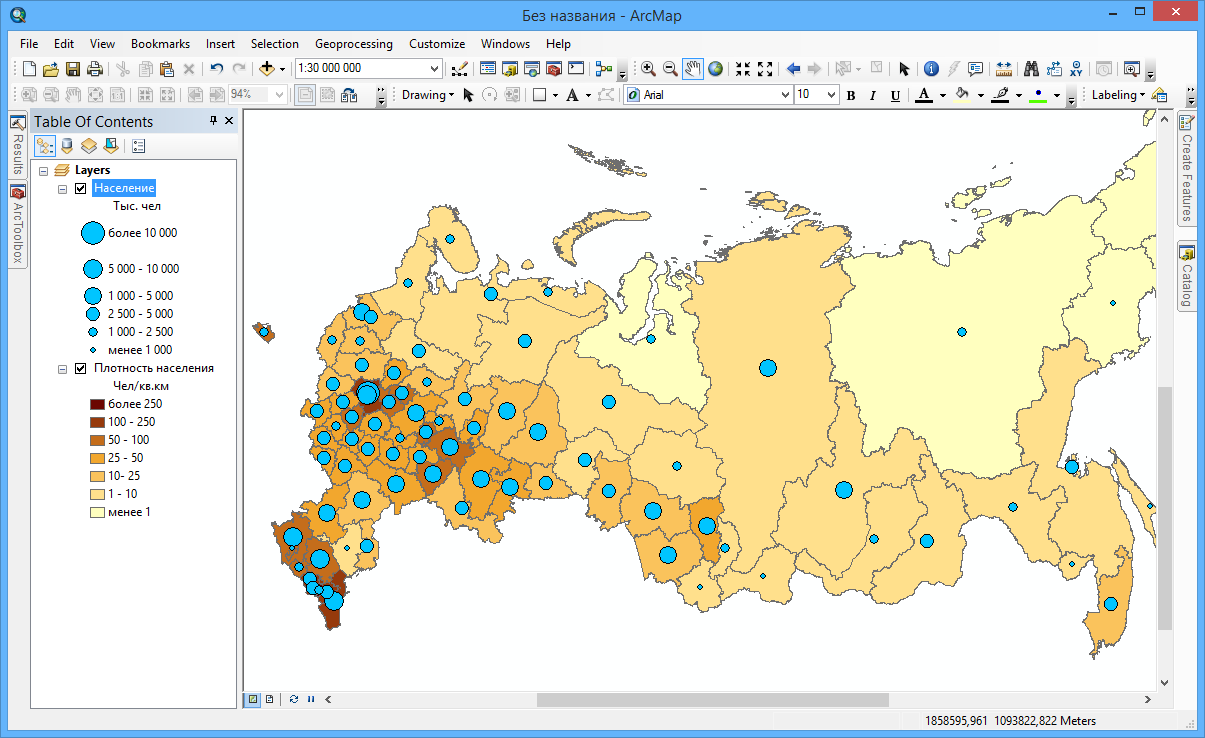 Без названия - ArcMap
File Edit View Bookmarks Insert Selection Geoprocessing Customize Windows Help
1:30 000 000
94% Drawing Arial 10 B I U A Labeling
Table Of Contents
Results
ArcToolbox
Layers
Население
Тыс. чел
более 10 000
5 000 - 10 000
1 000 - 5 000
2 500 - 5 000
1 000 - 2 500
менее 1 000
Плотность населения
Чел/кв.км
более 250
100 - 250
50 - 100
25 - 50
10- 25
1 - 10
менее 1
Create Features
Catalog
1858595,961 1093822,822 Meters